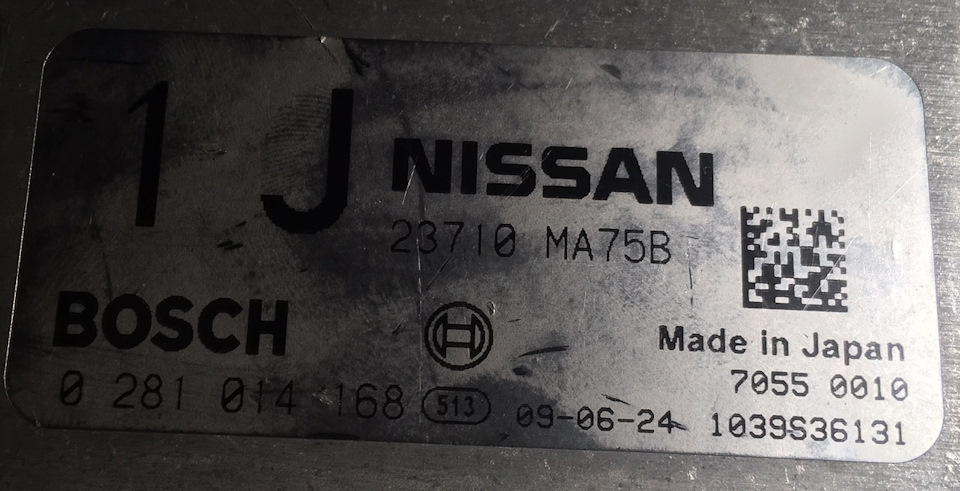 1 J NISSAN
23710 MA75B
BOSCH
Made in Japan
7055 0010
0 281 014 168 513 09-06-24 1039S36131